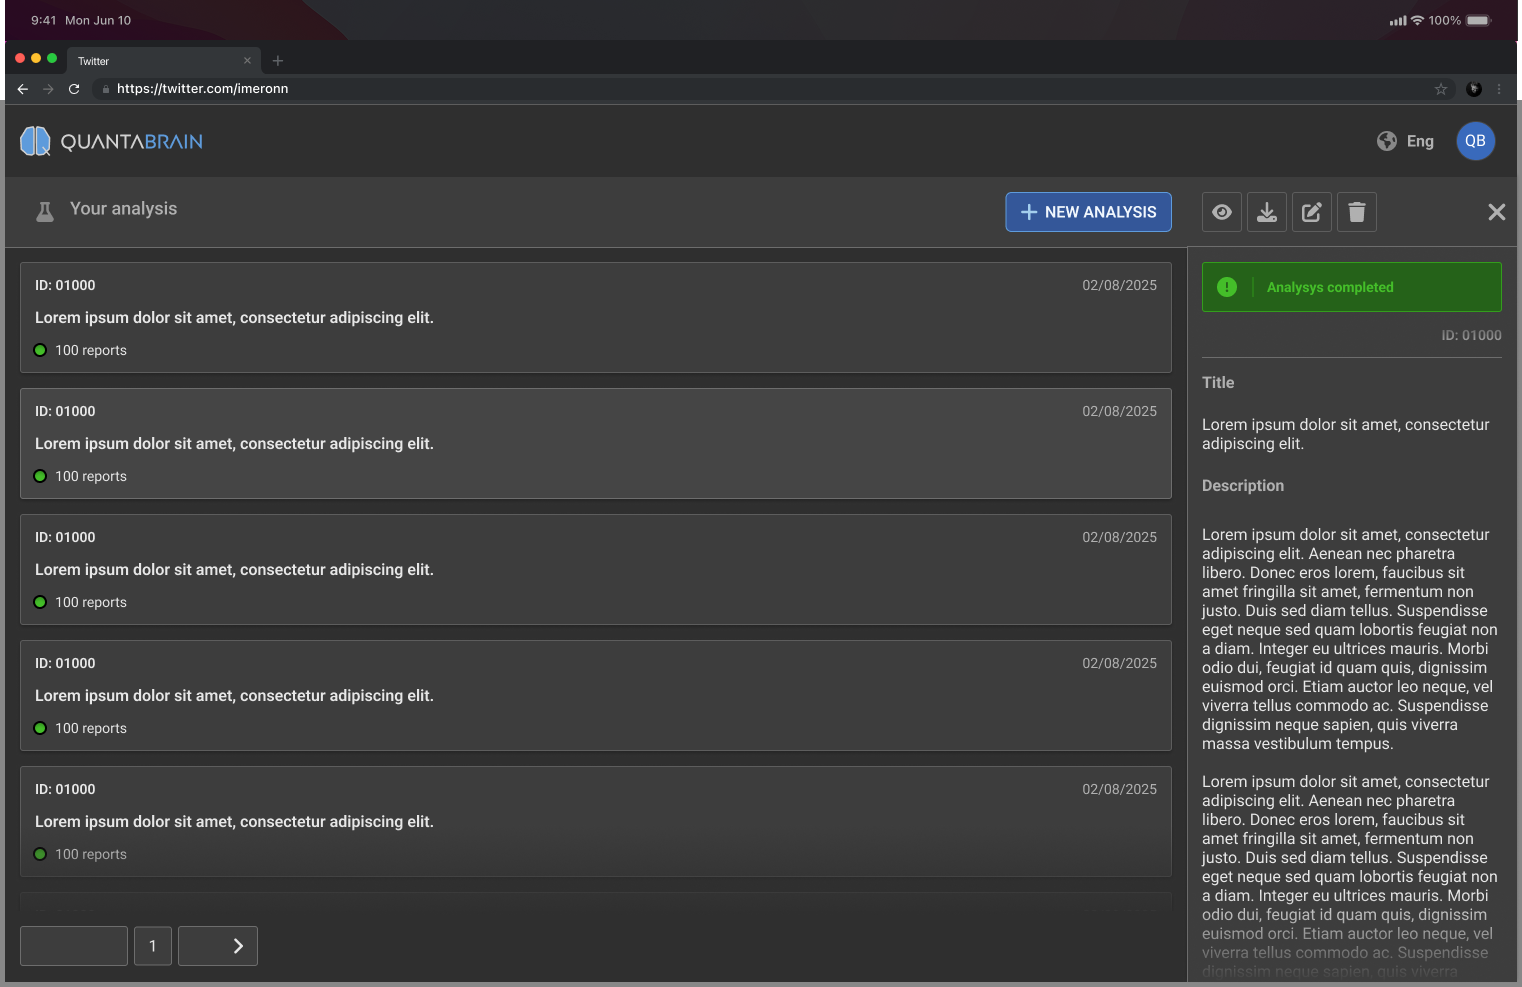 9:41 Mon Jun 10
100%
Twitter
https://twitter.com/imeronn
QUANTABRAIN
Eng
QB
Your analysis
NEW ANALYSIS
ID: 01000
02/08/2025
Lorem ipsum dolor sit amet, consectetur adipiscing elit.
100 reports
ID: 01000
02/08/2025
Lorem ipsum dolor sit amet, consectetur adipiscing elit.
100 reports
ID: 01000
02/08/2025
Lorem ipsum dolor sit amet, consectetur adipiscing elit.
100 reports
ID: 01000
02/08/2025
Lorem ipsum dolor sit amet, consectetur adipiscing elit.
100 reports
ID: 01000
02/08/2025
Lorem ipsum dolor sit amet, consectetur adipiscing elit.
100 reports
1
Analysys completed
ID: 01000
Title
Lorem ipsum dolor sit amet, consectetur
adipiscing elit.
Description
Lorem ipsum dolor sit amet, consectetur
adipiscing elit. Aenean nec pharetra
libero. Donec eros lorem, faucibus sit
amet fringilla sit amet, fermentum non
justo. Duis sed diam tellus. Suspendisse
eget neque sed quam lobortis feugiat non
a diam. Integer eu ultrices mauris. Morbi
odio dui, feugiat id quam quis, dignissim
euismod orci. Etiam auctor leo neque, vel
viverra tellus commodo ac. Suspendisse
dignissim neque sapien, quis viverra
massa vestibulum tempus.
Lorem ipsum dolor sit amet, consectetur
adipiscing elit. Aenean nec pharetra
libero. Donec eros lorem, faucibus sit
amet fringilla sit amet, fermentum non
justo. Duis sed diam tellus. Suspendisse
eget neque sed quam lobortis feugiat non
a diam. Integer eu ultrices mauris. Morbi
odio dui, feugiat id quam quis, dignissim
euismod orci. Etiam auctor leo neque, vel
viverra tellus commodo ac. Suspendisse
dignissim neque sapien, quis viverra